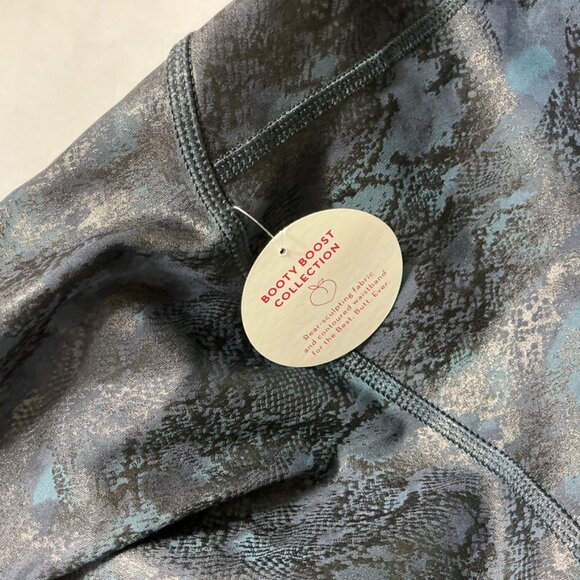 BOOTY BOOST
COLLECTION
Rear-sculpting fabric
and contoured waistband
for the Best. Butt. Ever.